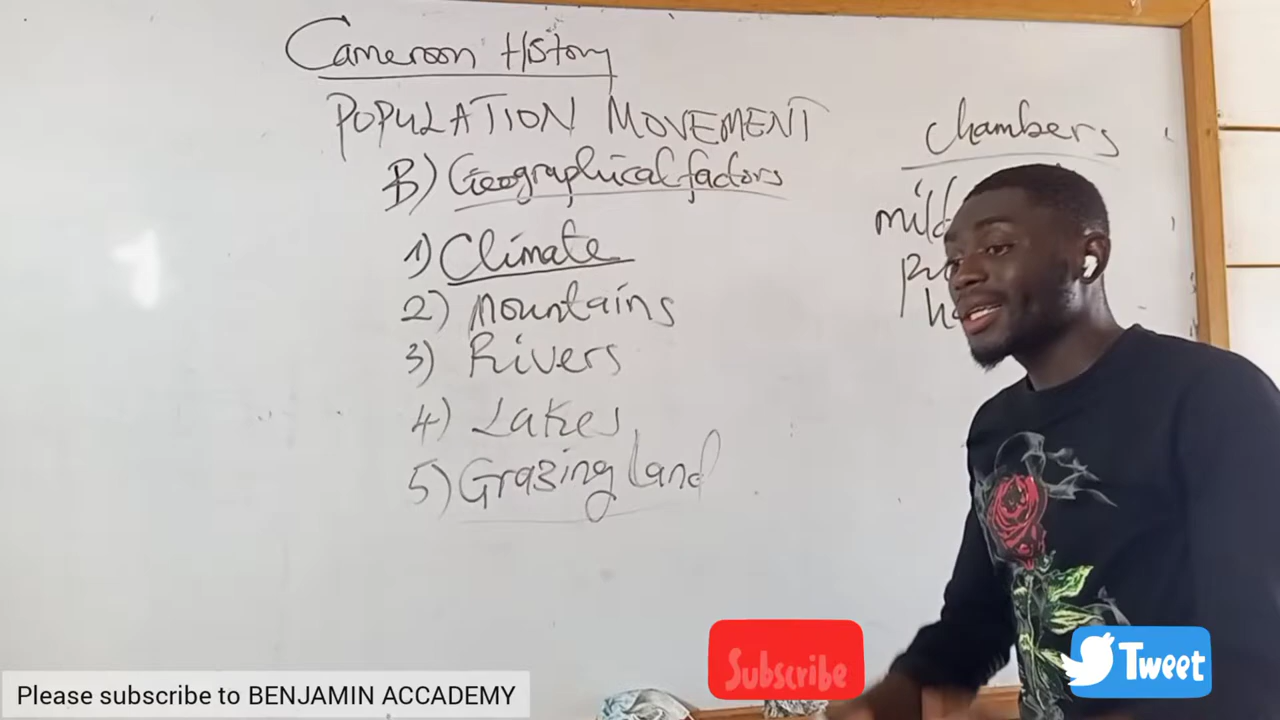 Cameroon History
POPULATION MOVEMENT
B) Geographical factors
1) Climate
2) Mountains
3) Rivers
4) Lakes
5) Grazing land
chambers
Subscribe
Tweet
Please subscribe to BENJAMIN ACCADEMY